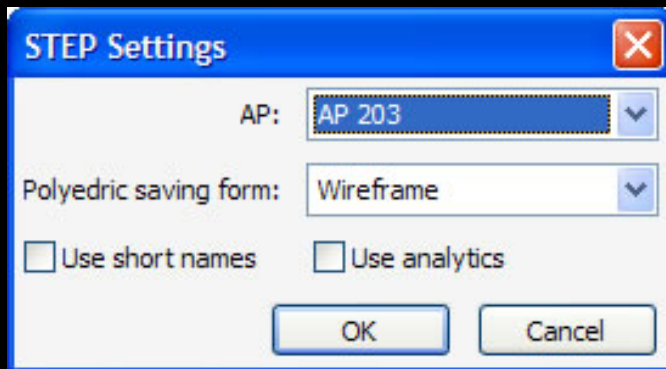 STEP Settings
AP: AP 203
Polyedric saving form: Wireframe
Use short names Use analytics
OK Cancel